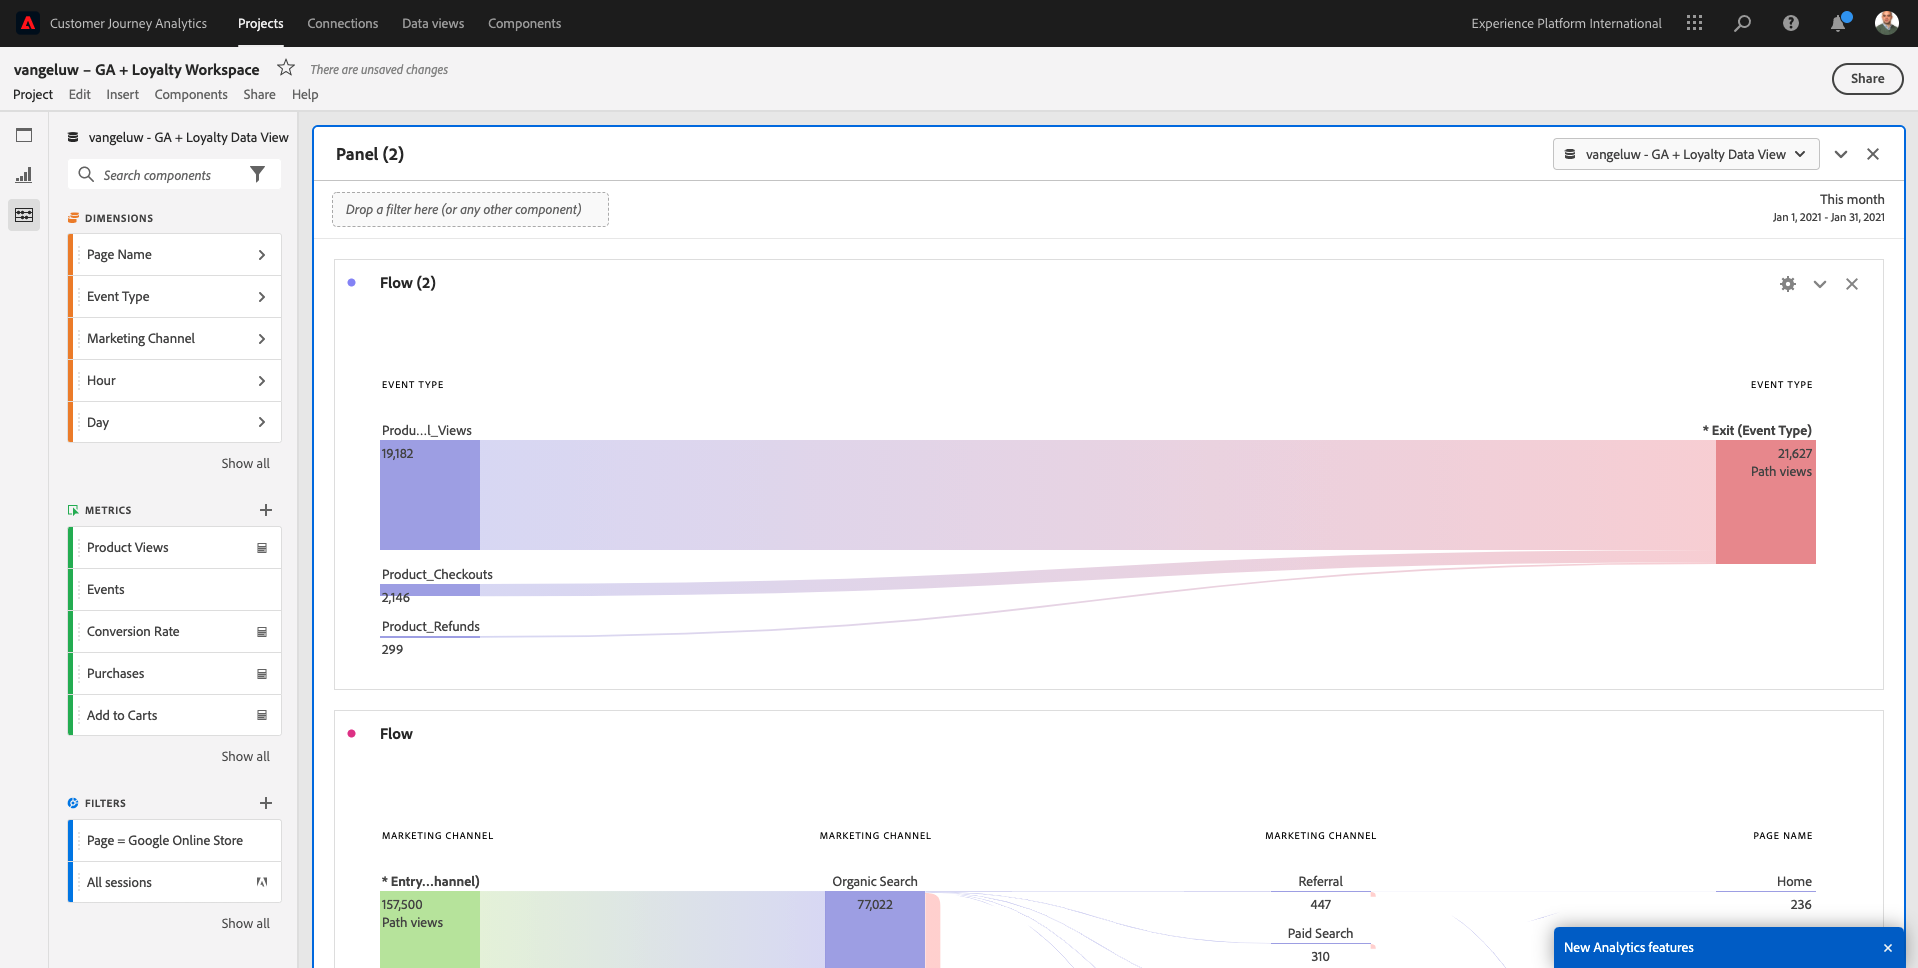 Customer Journey Analytics
Projects
Connections
Data views
Components
Experience Platform International
vangeluw – GA + Loyalty Workspace
There are unsaved changes
Project
Edit
Insert
Components
Share
Help
Share
vangeluw - GA + Loyalty Data View
Search components
DIMENSIONS
Page Name
Event Type
Marketing Channel
Hour
Day
Show all
METRICS
Product Views
Events
Conversion Rate
Purchases
Add to Carts
Show all
FILTERS
Page = Google Online Store
All sessions
Show all
Panel (2)
vangeluw - GA + Loyalty Data View
Drop a filter here (or any other component)
This month
Jan 1, 2021 - Jan 31, 2021
Flow (2)
EVENT TYPE
EVENT TYPE
Produ...l_Views
19,182
* Exit (Event Type)
21,627
Path views
Product_Checkouts
2,146
Product_Refunds
299
Flow
MARKETING CHANNEL
MARKETING CHANNEL
MARKETING CHANNEL
PAGE NAME
* Entry...hannel)
157,500
Path views
Organic Search
77,022
Referral
447
Paid Search
310
Home
236
New Analytics features